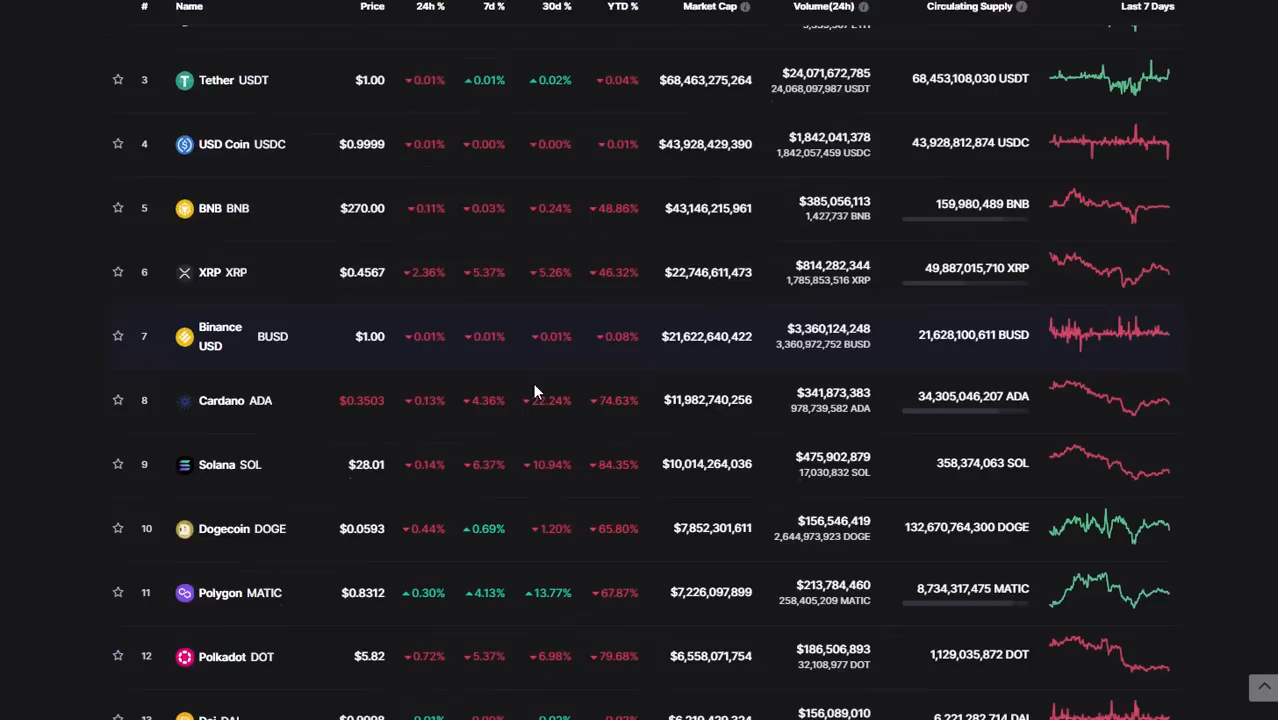 # Name Price 24h % 7d % 30d % YTD % Market Cap Volume(24h) Circulating Supply Last 7 Days
3 Tether USDT $1.00 0.01% 0.01% 0.02% 0.04% $68,463,275,264 $24,071,672,785 68,453,108,030 USDT
24,068,097,987 USDT
4 USD Coin USDC $0.9999 0.01% 0.00% 0.00% 0.01% $43,928,429,390 $1,842,041,378 43,928,812,874 USDC
1,842,057,459 USDC
5 BNB BNB $270.00 0.11% 0.03% 0.24% 48.86% $43,146,215,961 $385,056,113 159,980,489 BNB
1,427,737 BNB
6 XRP XRP $0.4567 2.36% 5.37% 5.26% 46.32% $22,746,611,473 $814,282,344 49,887,015,710 XRP
1,785,853,516 XRP
7 Binance USD BUSD $1.00 0.01% 0.01% 0.01% 0.08% $21,622,640,422 $3,360,124,248 21,628,100,611 BUSD
3,360,972,752 BUSD
8 Cardano ADA $0.3503 0.13% 4.36% 22.24% 74.63% $11,982,740,256 $341,873,383 34,305,046,207 ADA
978,739,582 ADA
9 Solana SOL $28.01 0.14% 6.37% 10.94% 84.35% $10,014,264,036 $475,902,879 358,374,063 SOL
17,030,832 SOL
10 Dogecoin DOGE $0.0593 0.44% 0.69% 1.20% 65.80% $7,852,301,611 $156,546,419 132,670,764,300 DOGE
2,644,973,923 DOGE
11 Polygon MATIC $0.8312 0.30% 4.13% 13.77% 67.87% $7,226,097,899 $213,784,460 8,734,317,475 MATIC
258,405,209 MATIC
12 Polkadot DOT $5.82 0.72% 5.37% 6.98% 79.68% $6,558,071,754 $186,506,893 1,129,035,872 DOT
32,108,977 DOT
$156,089,010